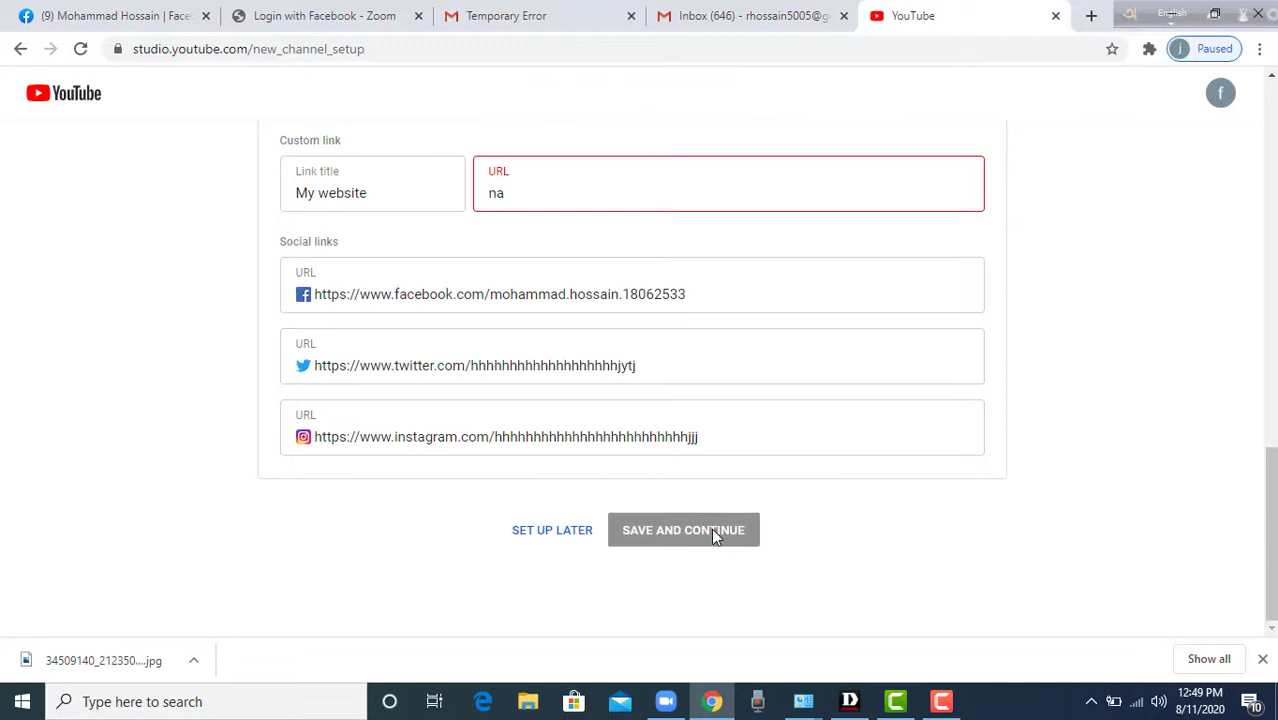 (9) Mohammad Hossain | Face
Login with Facebook - Zoom
Temporary Error
Inbox (646) - rhossain5005@g
YouTube
English
studio.youtube.com/new_channel_setup
j
Paused
YouTube
f
Custom link
Link title
My website
URL
na
Social links
URL
https://www.facebook.com/mohammad.hossain.18062533
URL
https://www.twitter.com/hhhhhhhhhhhhhhhhhhhjytj
URL
https://www.instagram.com/hhhhhhhhhhhhhhhhhhhhhhhhhjjj
SET UP LATER
SAVE AND CONTINUE
34509140_212350....jpg
Show all
Type here to search
12:49 PM
8/11/2020
10